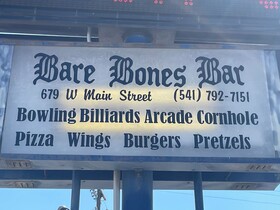 Bare Bones Bar
679 W Main Street (541) 792-7151
Bowling Billiards Arcade Cornhole
Pizza Wings Burgers Pretzels